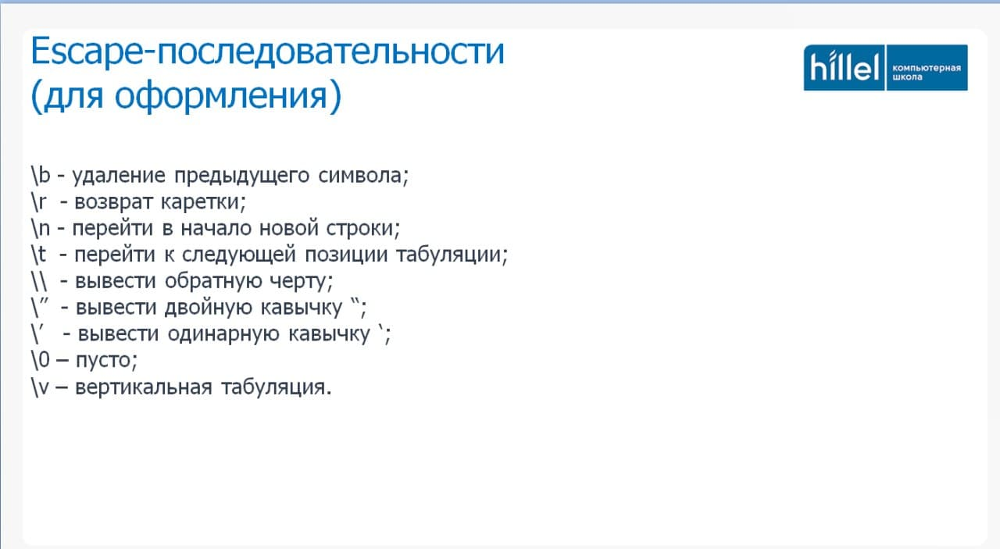 Escape-последовательности
(для оформления)
hillel
компьютерная
школа
\b - удаление предыдущего символа;
\r  - возврат каретки;
\n - перейти в начало новой строки;
\t  - перейти к следующей позиции табуляции;
\\  - вывести обратную черту;
\”  - вывести двойную кавычку “;
\’   - вывести одинарную кавычку ‘;
\0 – пусто;
\v – вертикальная табуляция.